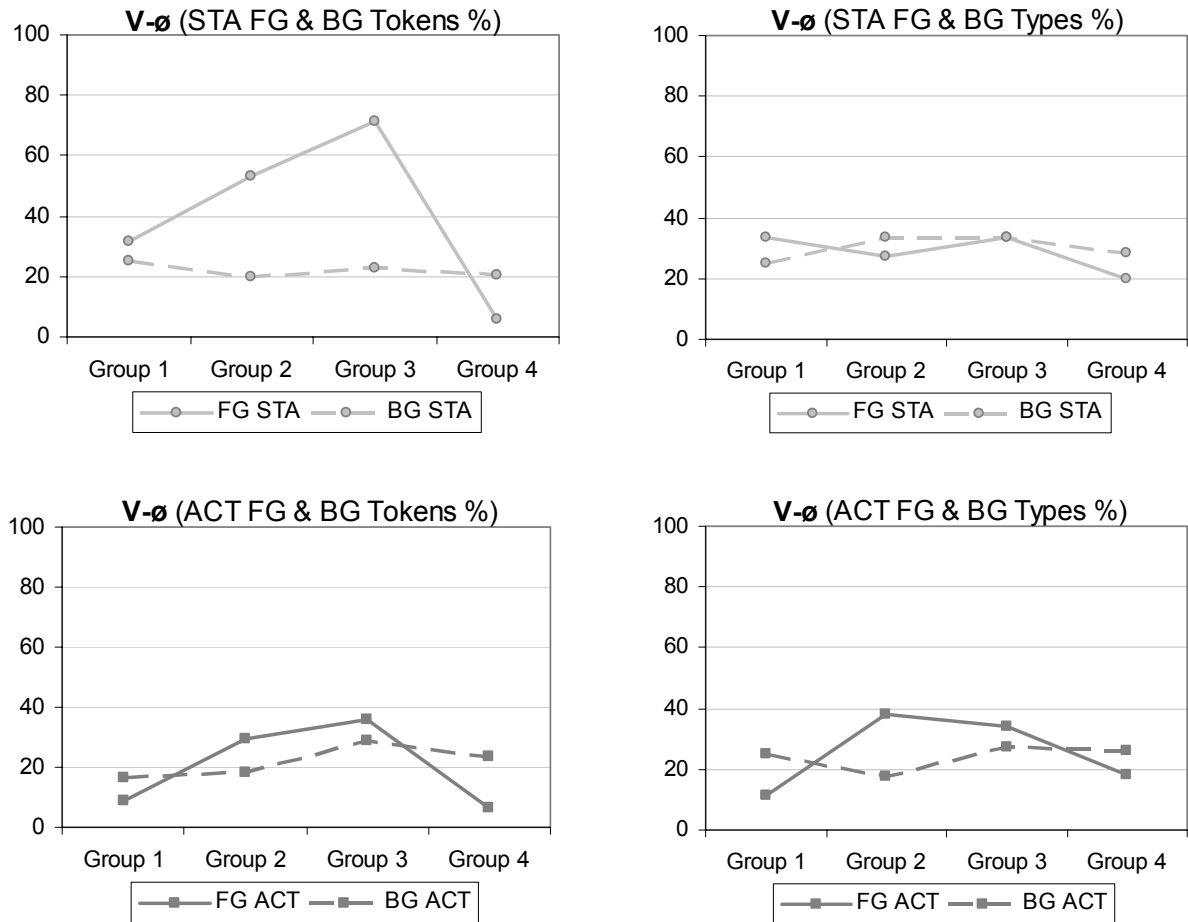 V-ø (STA FG & BG Tokens %)
100
80
60
40
20
0
Group 1 Group 2 Group 3 Group 4
FG STA BG STA
V-ø (STA FG & BG Types %)
100
80
60
40
20
0
Group 1 Group 2 Group 3 Group 4
FG STA BG STA
V-ø (ACT FG & BG Tokens %)
100
80
60
40
20
0
Group 1 Group 2 Group 3 Group 4
FG ACT BG ACT
V-ø (ACT FG & BG Types %)
100
80
60
40
20
0
Group 1 Group 2 Group 3 Group 4
FG ACT BG ACT